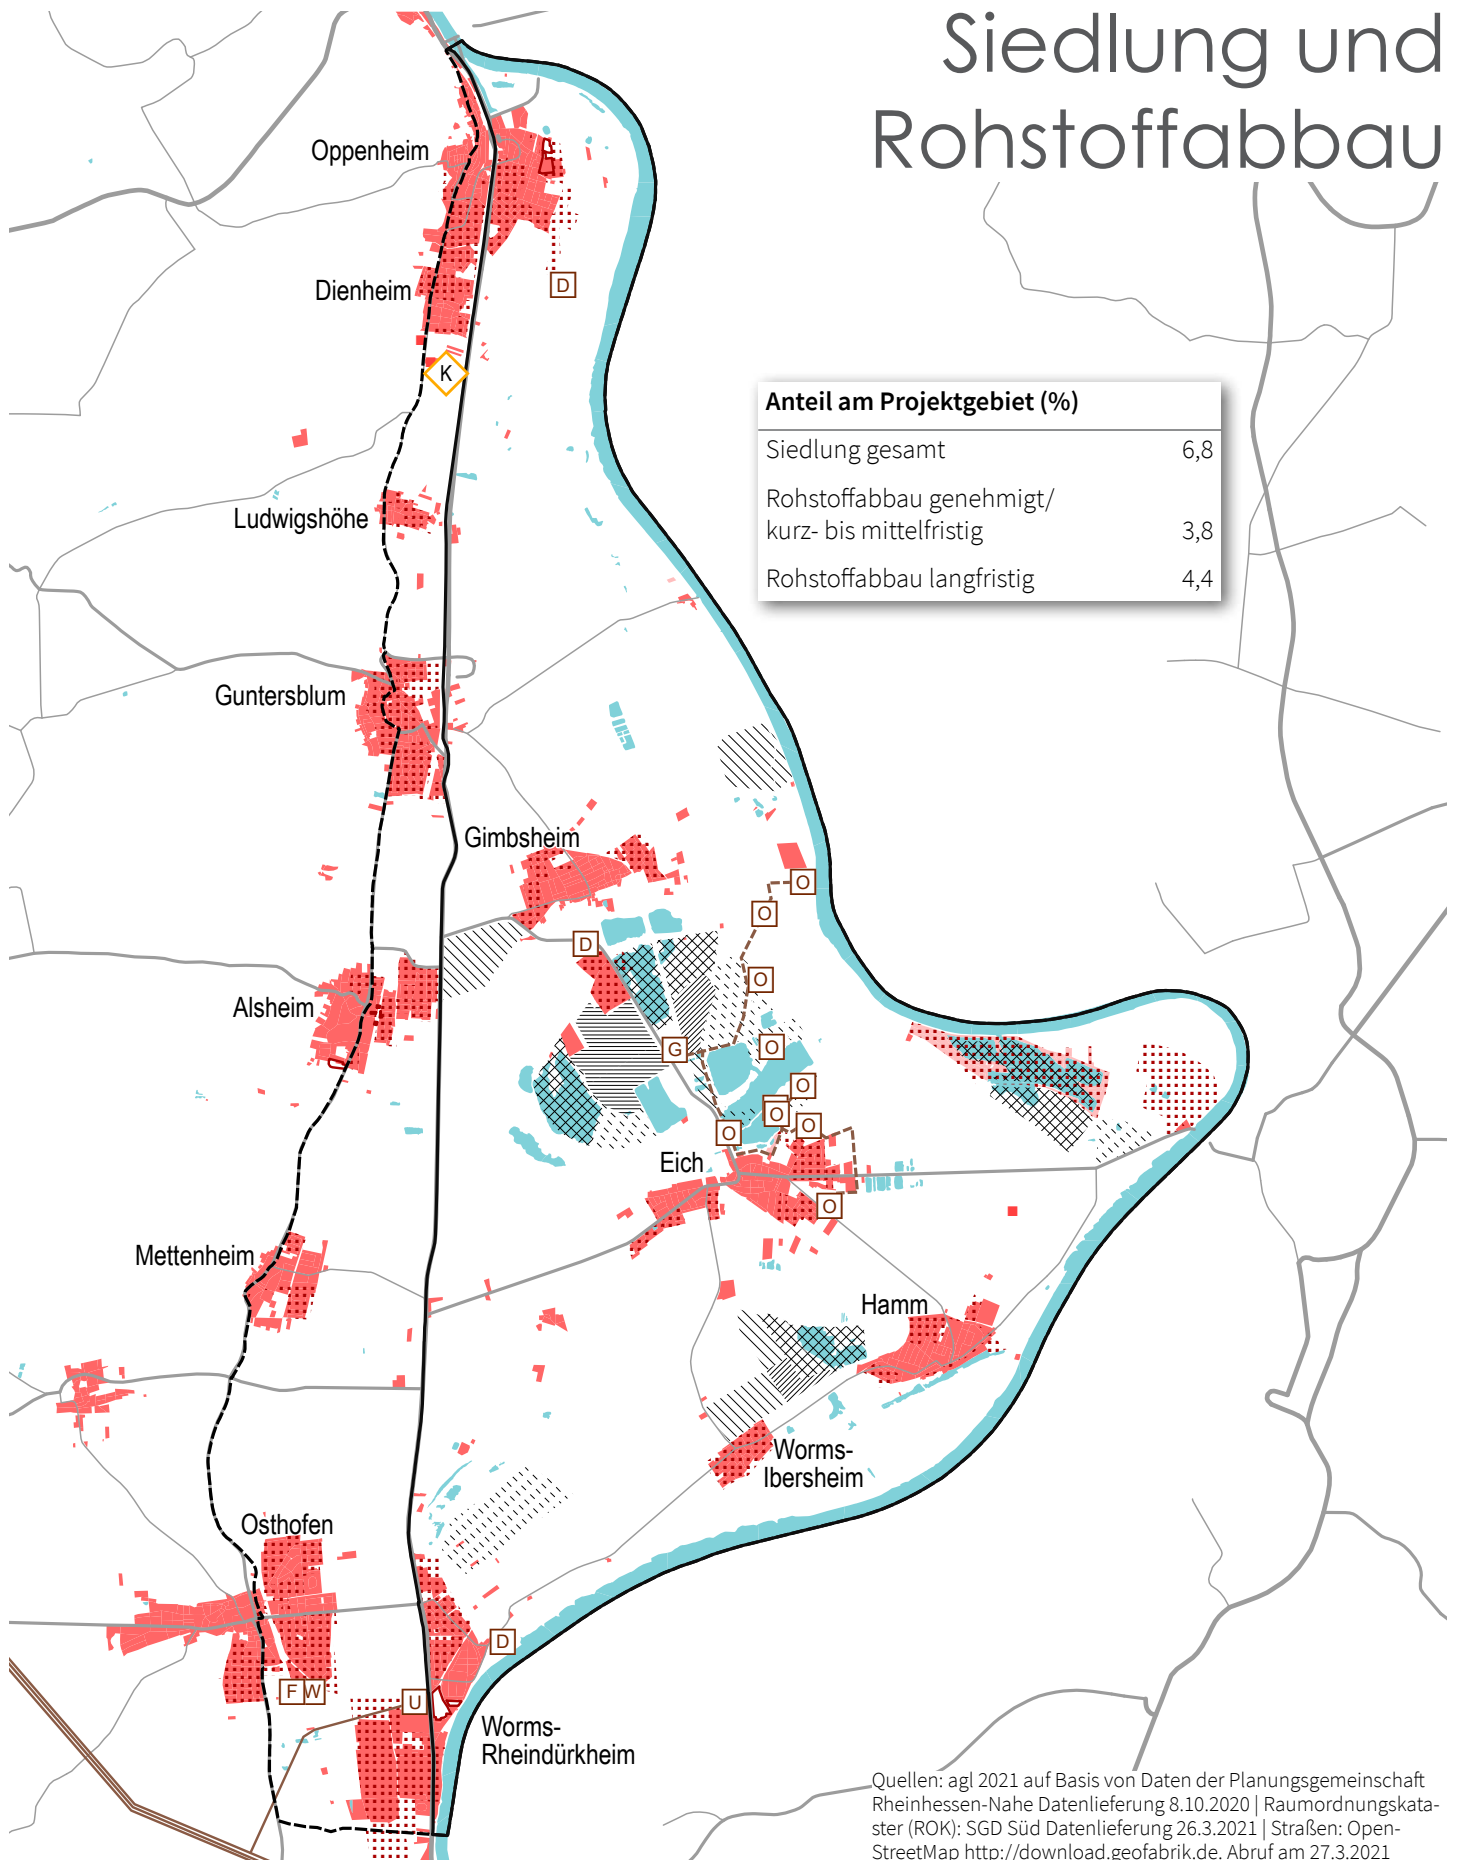 Siedlung und
Rohstoffabbau
Oppenheim
Dienheim
D
K
Anteil am Projektgebiet (%)
Siedlung gesamt 6,8
Rohstoffabbau genehmigt/
kurz- bis mittelfristig 3,8
Rohstoffabbau langfristig 4,4
Ludwigshöhe
Guntersblum
Gimbsheim
O
O
D
O
Alsheim
G
O
O
O
O
O
Eich
O
Mettenheim
Hamm
Worms-
Ibersheim
Osthofen
D
F W
U
Worms-
Rheindürkheim
Quellen: agl 2021 auf Basis von Daten der Planungsgemeinschaft
Rheinhessen-Nahe Datenlieferung 8.10.2020 | Raumordnungskata-
ster (ROK): SGD Süd Datenlieferung 26.3.2021 | Straßen: Open-
StreetMap http://download.geofabrik.de, Abruf am 27.3.2021